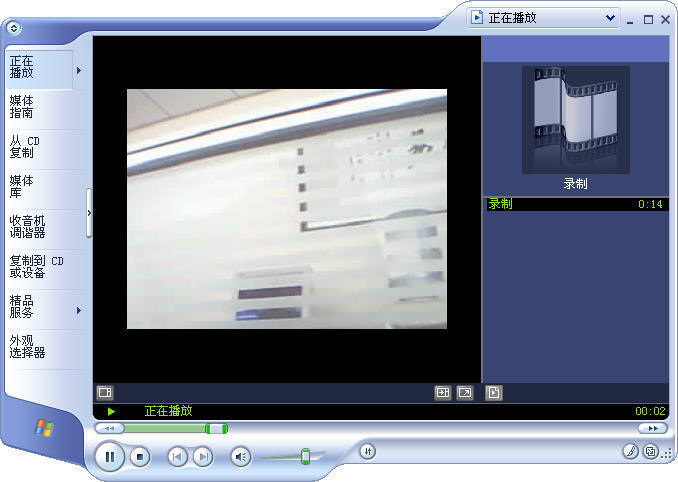 正在播放
正在
播放
媒体
指南
从 CD
复制
媒体
库
收音机
调谐器
复制到 CD
或设备
精品
服务
外观
选择器
录制
录制 0:14
正在播放 00:02